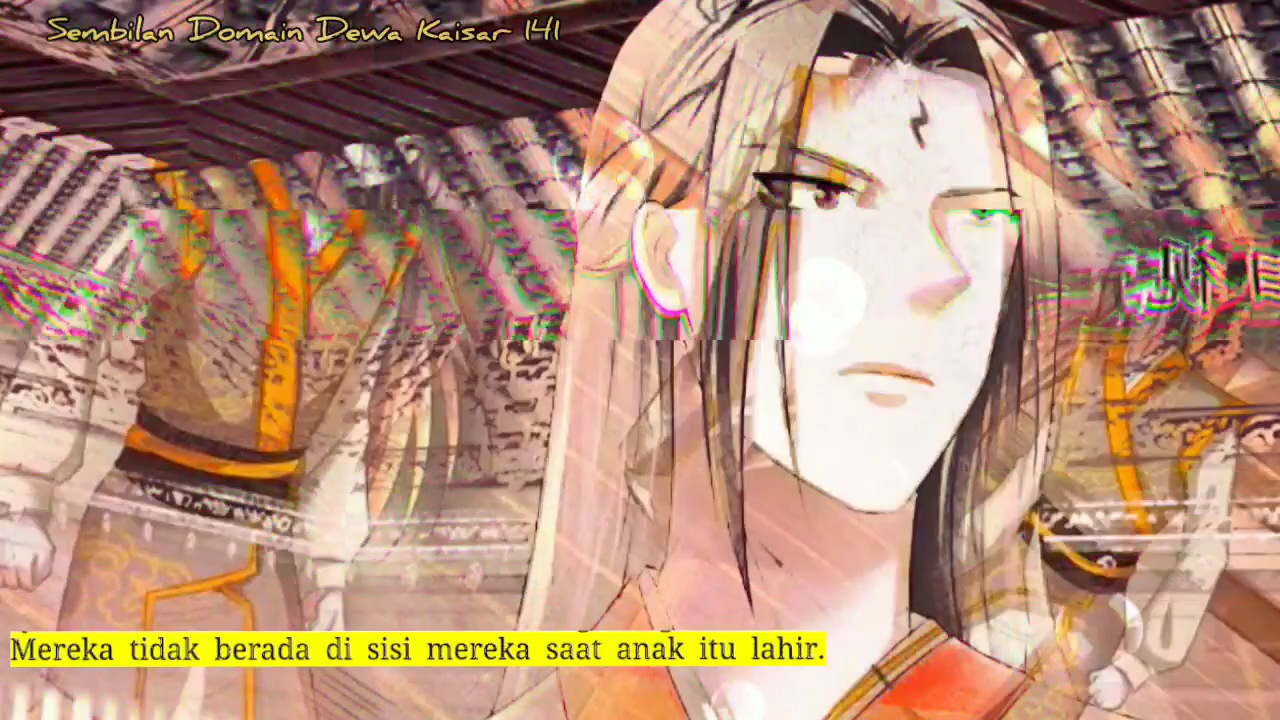 Sembilan Domain Dewa Kaisar 141
Mereka tidak berada di sisi mereka saat anak itu lahir.